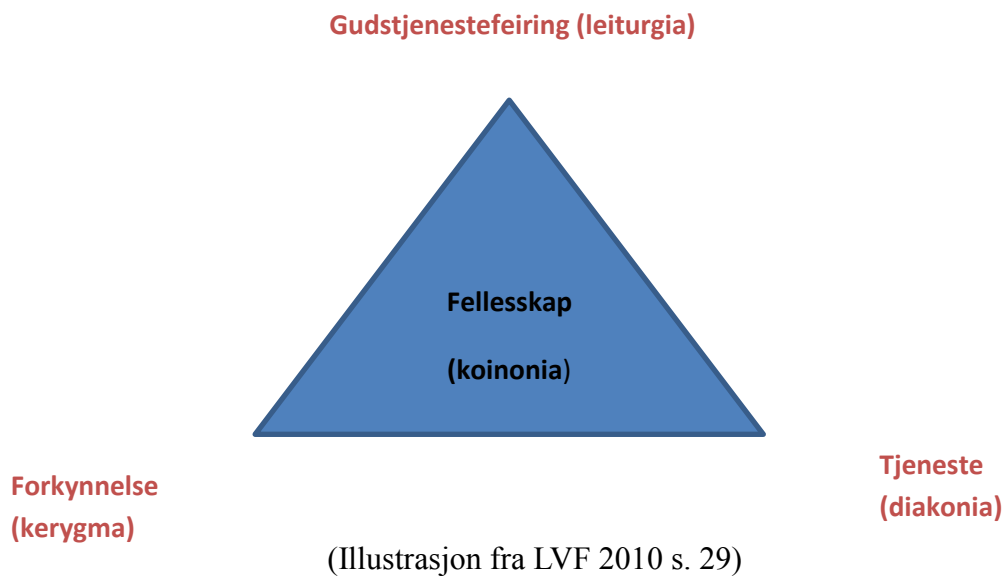 Gudstjenestefeiring (leiturgia)
Fellesskap
(koinonia)
Forkynnelse
(kerygma)
Tjeneste
(diakonia)
(Illustrasjon fra LVF 2010 s. 29)